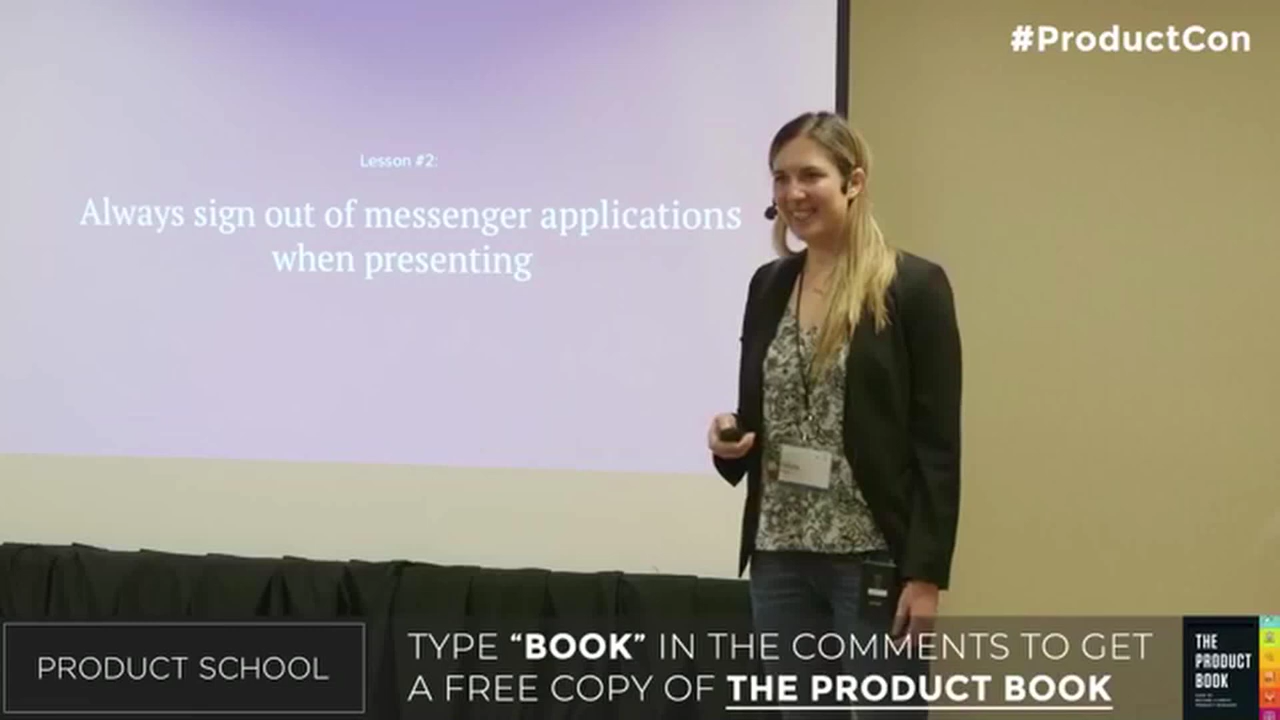 #ProductCon
Lesson #2:
Always sign out of messenger applications
when presenting
PRODUCT SCHOOL
TYPE “BOOK” IN THE COMMENTS TO GET
A FREE COPY OF THE PRODUCT BOOK
THE
PRODUCT
BOOK